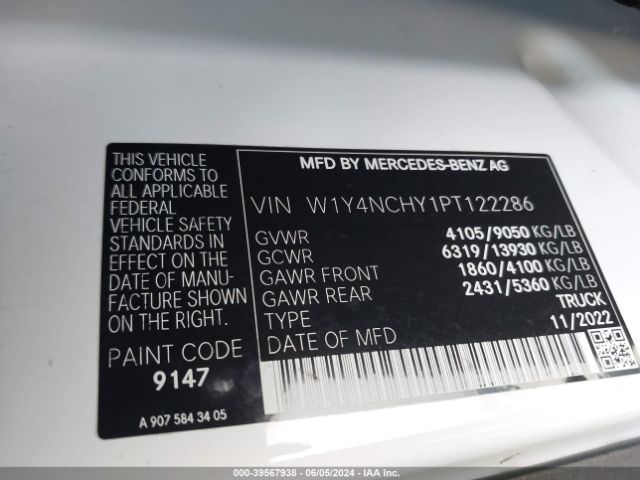 MFD BY MERCEDES-BENZ AG
THIS VEHICLE
CONFORMS TO
ALL APPLICABLE
FEDERAL
VEHICLE SAFETY
STANDARDS IN
EFFECT ON THE
DATE OF MANU-
FACTURE SHOWN
ON THE RIGHT.
PAINT CODE
9147
A 907 584 34 05
VIN W1Y4NCHY1PT122286
GVWR 4105/9050 KG/LB
GCWR 6319/13930 KG/LB
GAWR FRONT 1860/4100 KG/LB
GAWR REAR 2431/5360 KG/LB
TYPE TRUCK
DATE OF MFD 11/2022
000-39567938 | 06/05/2024 | IAA Inc.